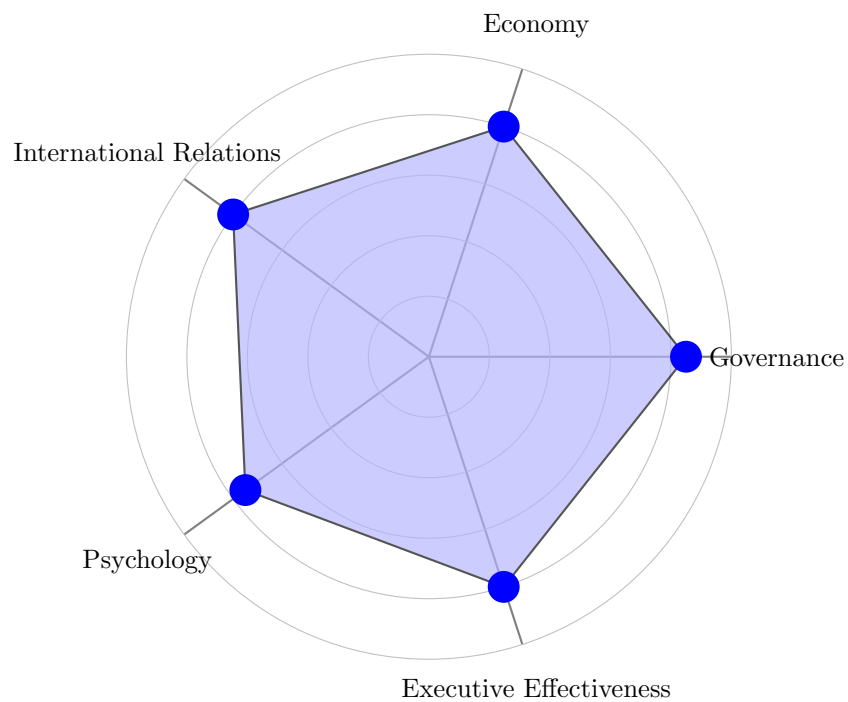 Economy
International Relations
Governance
Psychology
Executive Effectiveness